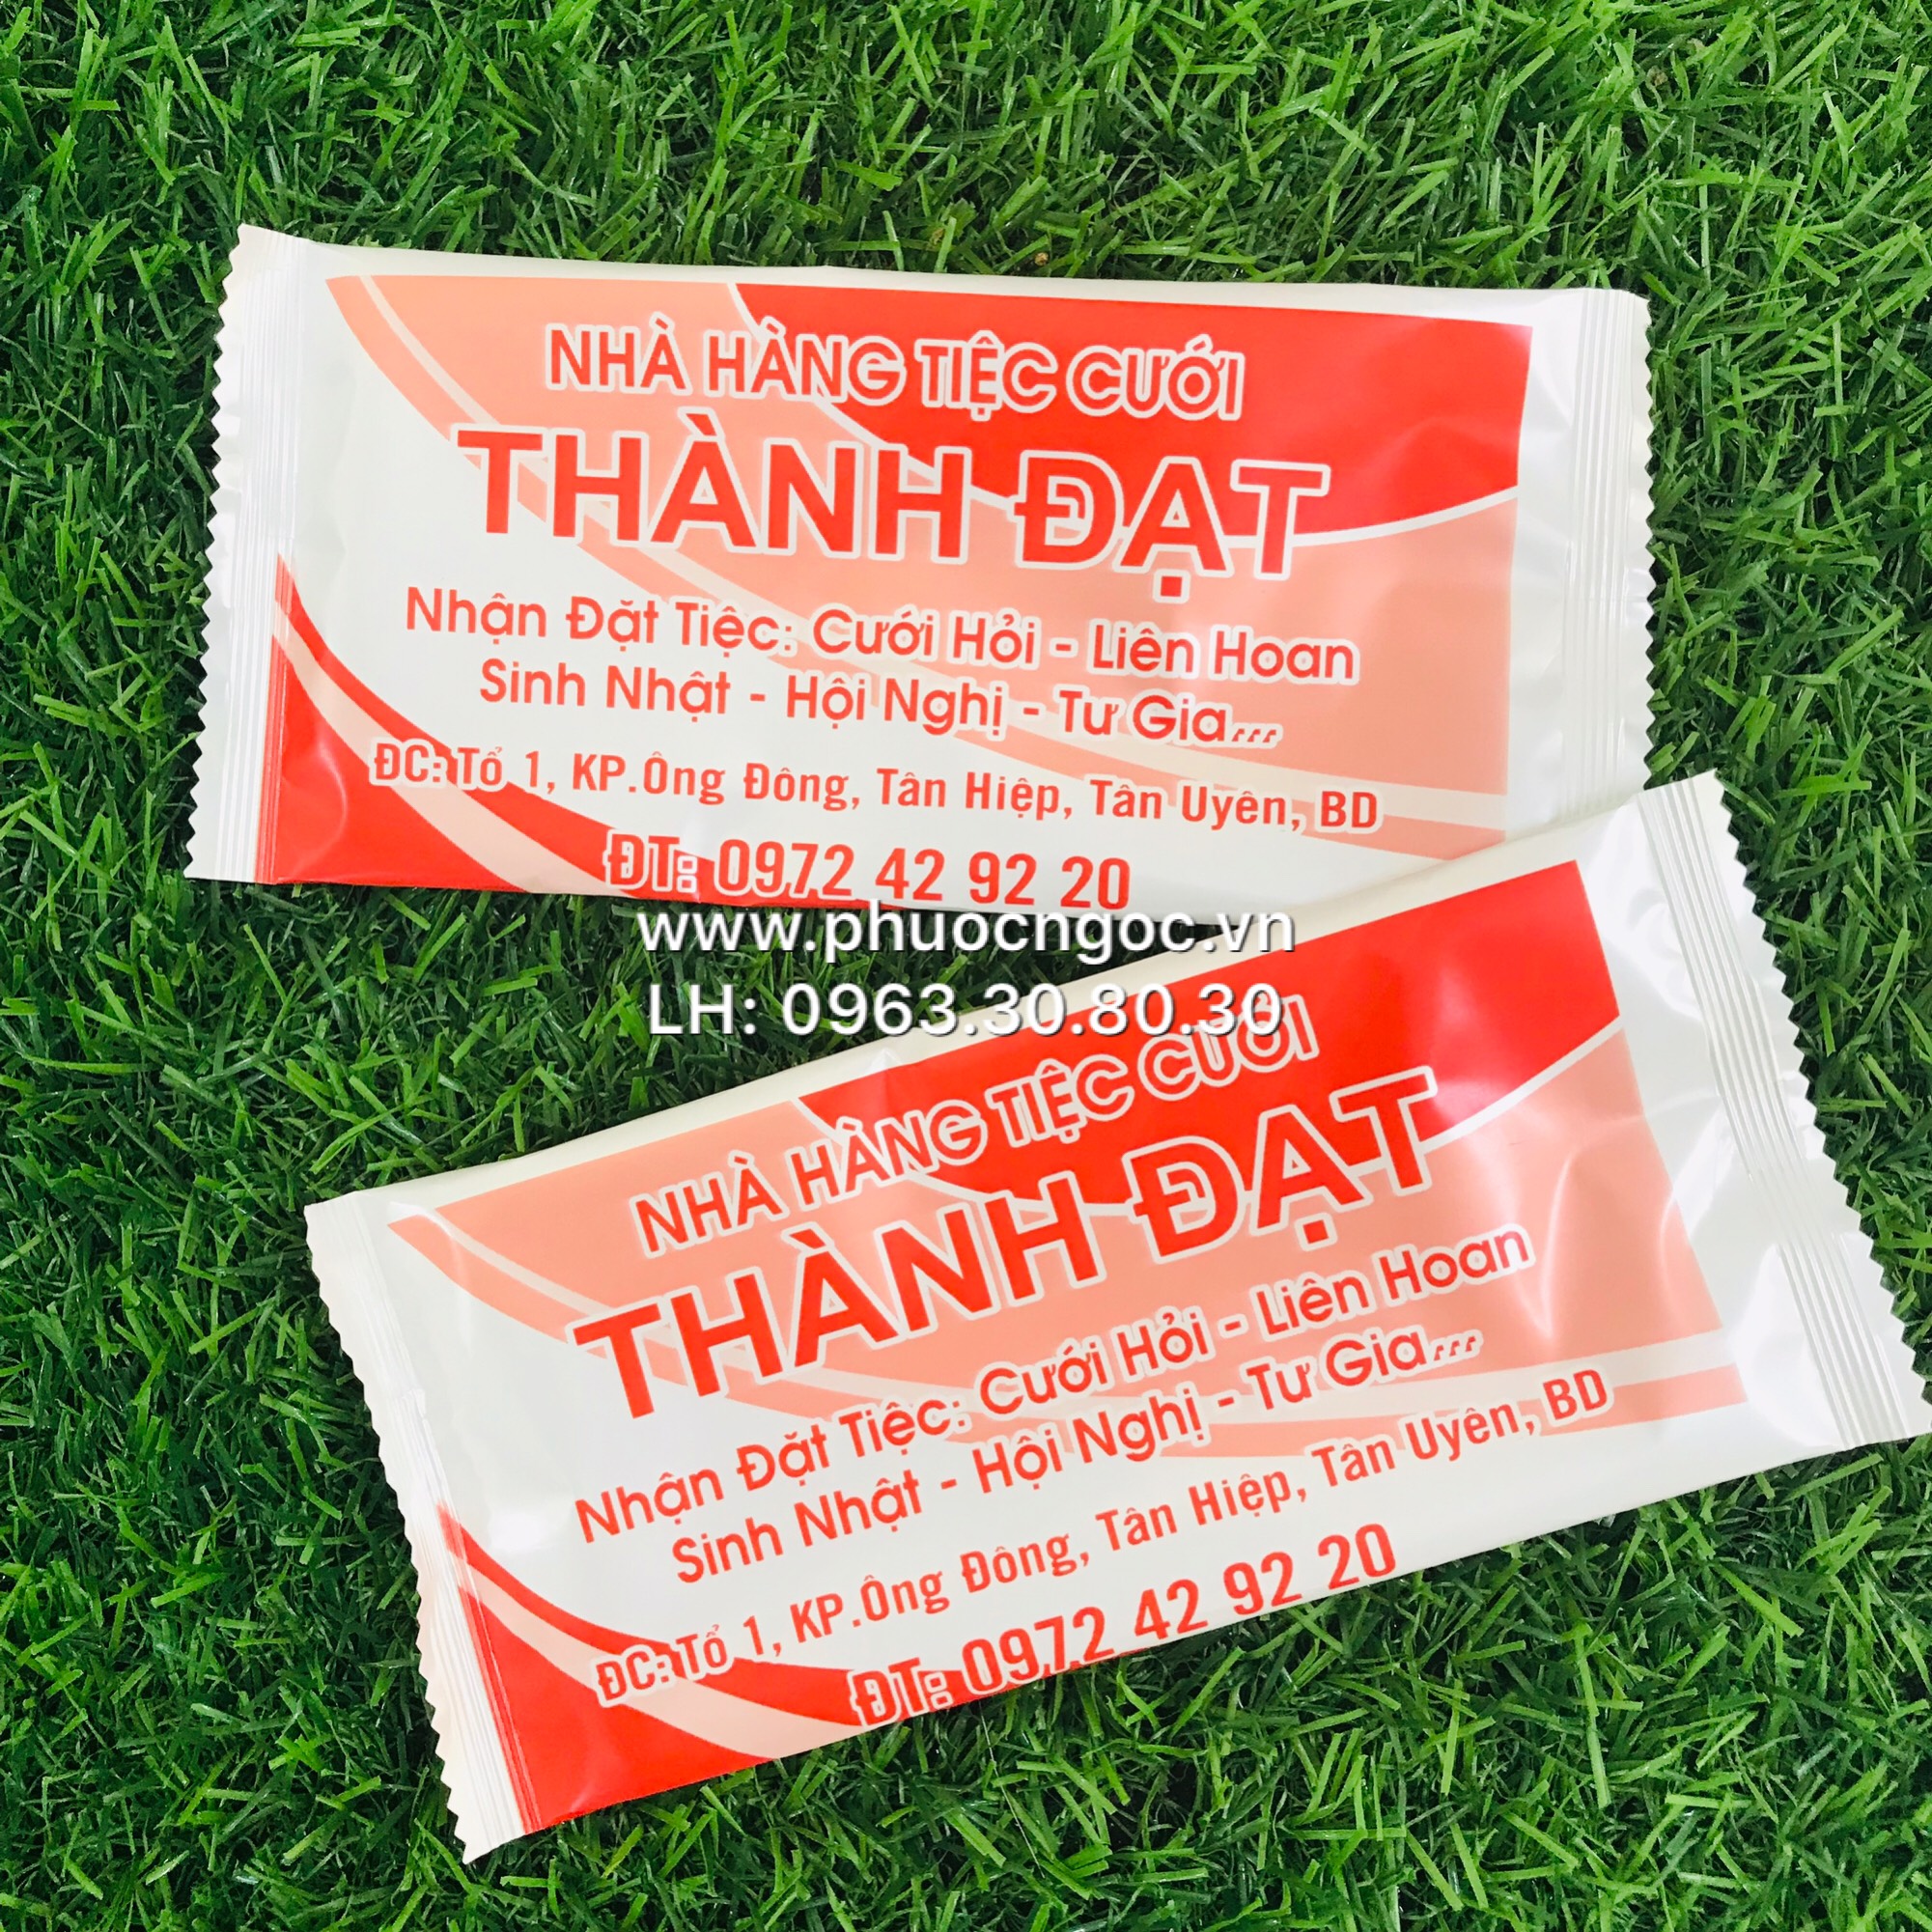 NHÀ HÀNG TIỆC CƯỚI
THÀNH ĐẠT
Nhận Đặt Tiệc: Cưới Hỏi - Liên Hoan
Sinh Nhật - Hội Nghị - Tư Gia...
ĐC: Tổ 1, KP.Ông Đông, Tân Hiệp, Tân Uyên, BD
ĐT: 0972 42 92 20
www.phuocngoc.vn
LH: 0963.30.80.30
NHÀ HÀNG TIỆC CƯỚI
THÀNH ĐẠT
Nhận Đặt Tiệc: Cưới Hỏi - Liên Hoan
Sinh Nhật - Hội Nghị - Tư Gia...
ĐC: Tổ 1, KP.Ông Đông, Tân Hiệp, Tân Uyên, BD
ĐT: 0972 42 92 20